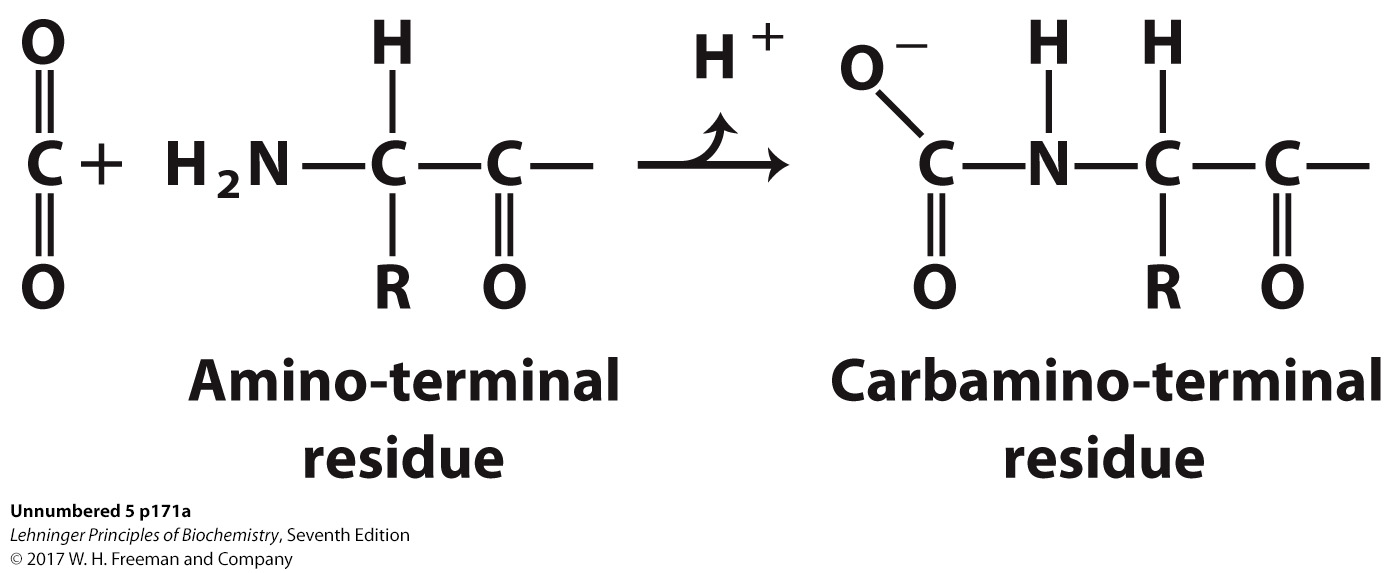 O H H + O − H H
C + H₂N — C — C — C — N — C — C —
O R O O R O
Amino-terminal Carbamino-terminal
residue residue
Unnumbered 5 p171a
Lehninger Principles of Biochemistry, Seventh Edition
© 2017 W. H. Freeman and Company